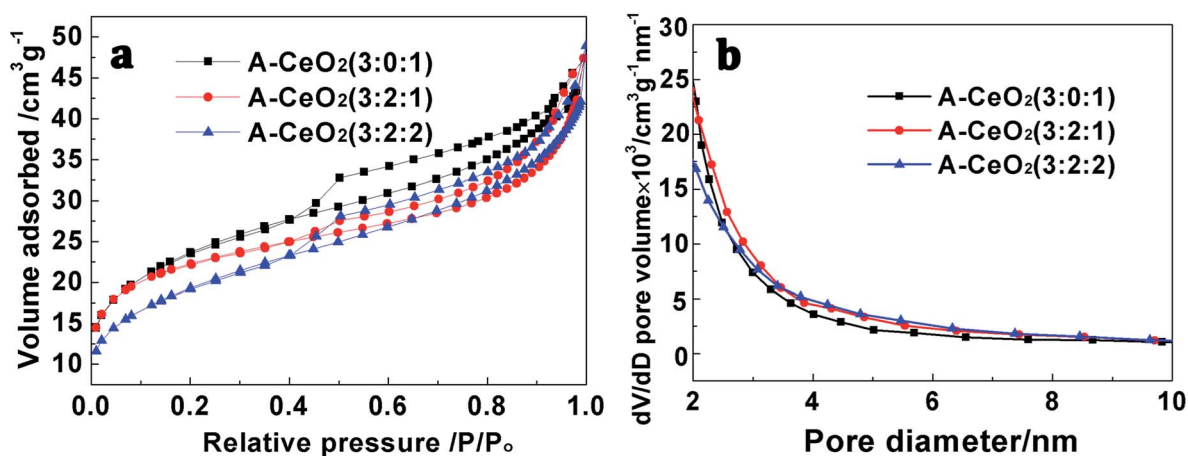 a
A-CeO₂(3:0:1)
A-CeO₂(3:2:1)
A-CeO₂(3:2:2)
Volume adsorbed /cm³g⁻¹
50
45
40
35
30
25
20
15
10
0.0 0.2 0.4 0.6 0.8 1.0
Relative pressure /P/Pₒ
b
A-CeO₂(3:0:1)
A-CeO₂(3:2:1)
A-CeO₂(3:2:2)
dV/dD pore volume×10³/cm³g⁻¹nm⁻¹
30
25
20
15
10
5
0
2 4 6 8 10
Pore diameter/nm